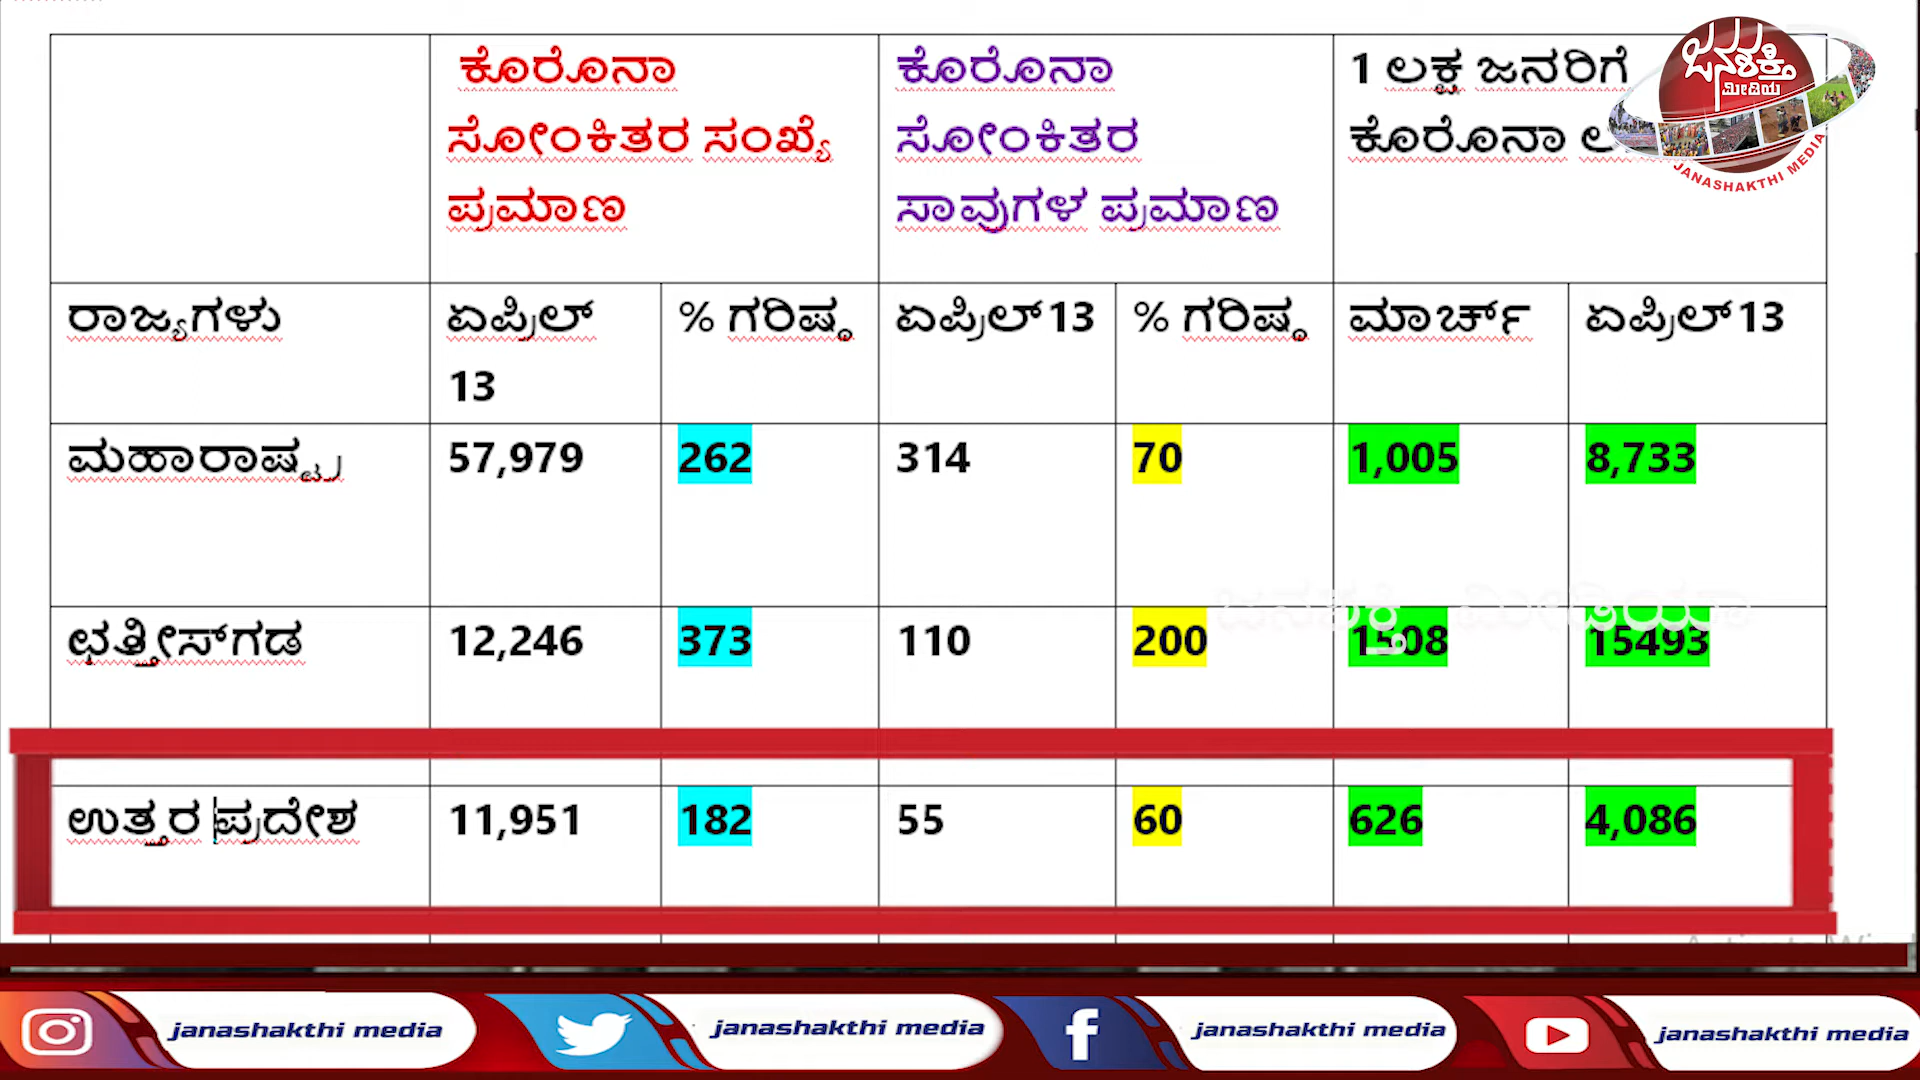 ಕೊರೊನಾ
ಸೋಂಕಿತರ ಸಂಖ್ಯೆ
ಪ್ರಮಾಣ
ಕೊರೊನಾ
ಸೋಂಕಿತರ
ಸಾವುಗಳ ಪ್ರಮಾಣ
1 ಲಕ್ಷ ಜನರಿಗೆ
ಕೊರೊನಾ
ಜನಶಕ್ತಿ
ಮೀಡಿಯ
JANASHAKTHI MEDIA
ರಾಜ್ಯಗಳು
ಏಪ್ರಿಲ್
13
% ಗರಿಷ್ಠ
ಏಪ್ರಿಲ್ 13
% ಗರಿಷ್ಠ
ಮಾರ್ಚ್
ಏಪ್ರಿಲ್ 13
ಮಹಾರಾಷ್ಟ್ರ 57,979 262 314 70 1,005 8,733
ಜನಶಕ್ತಿ ಮೀಡಿಯಾ
ಛತ್ತೀಸ್‌ಗಡ 12,246 373 110 200 1508 15493
ಉತ್ತರ ಪ್ರದೇಶ 11,951 182 55 60 626 4,086
janashakthi media
janashakthi media
janashakthi media
janashakthi media